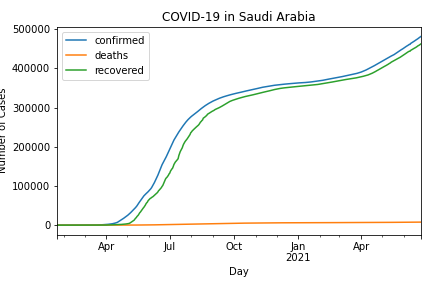 COVID-19 in Saudi Arabia
500000
400000
300000
200000
100000
0
Number of Cases
confirmed
deaths
recovered
Apr
Jul
Oct
Jan
2021
Apr
Day